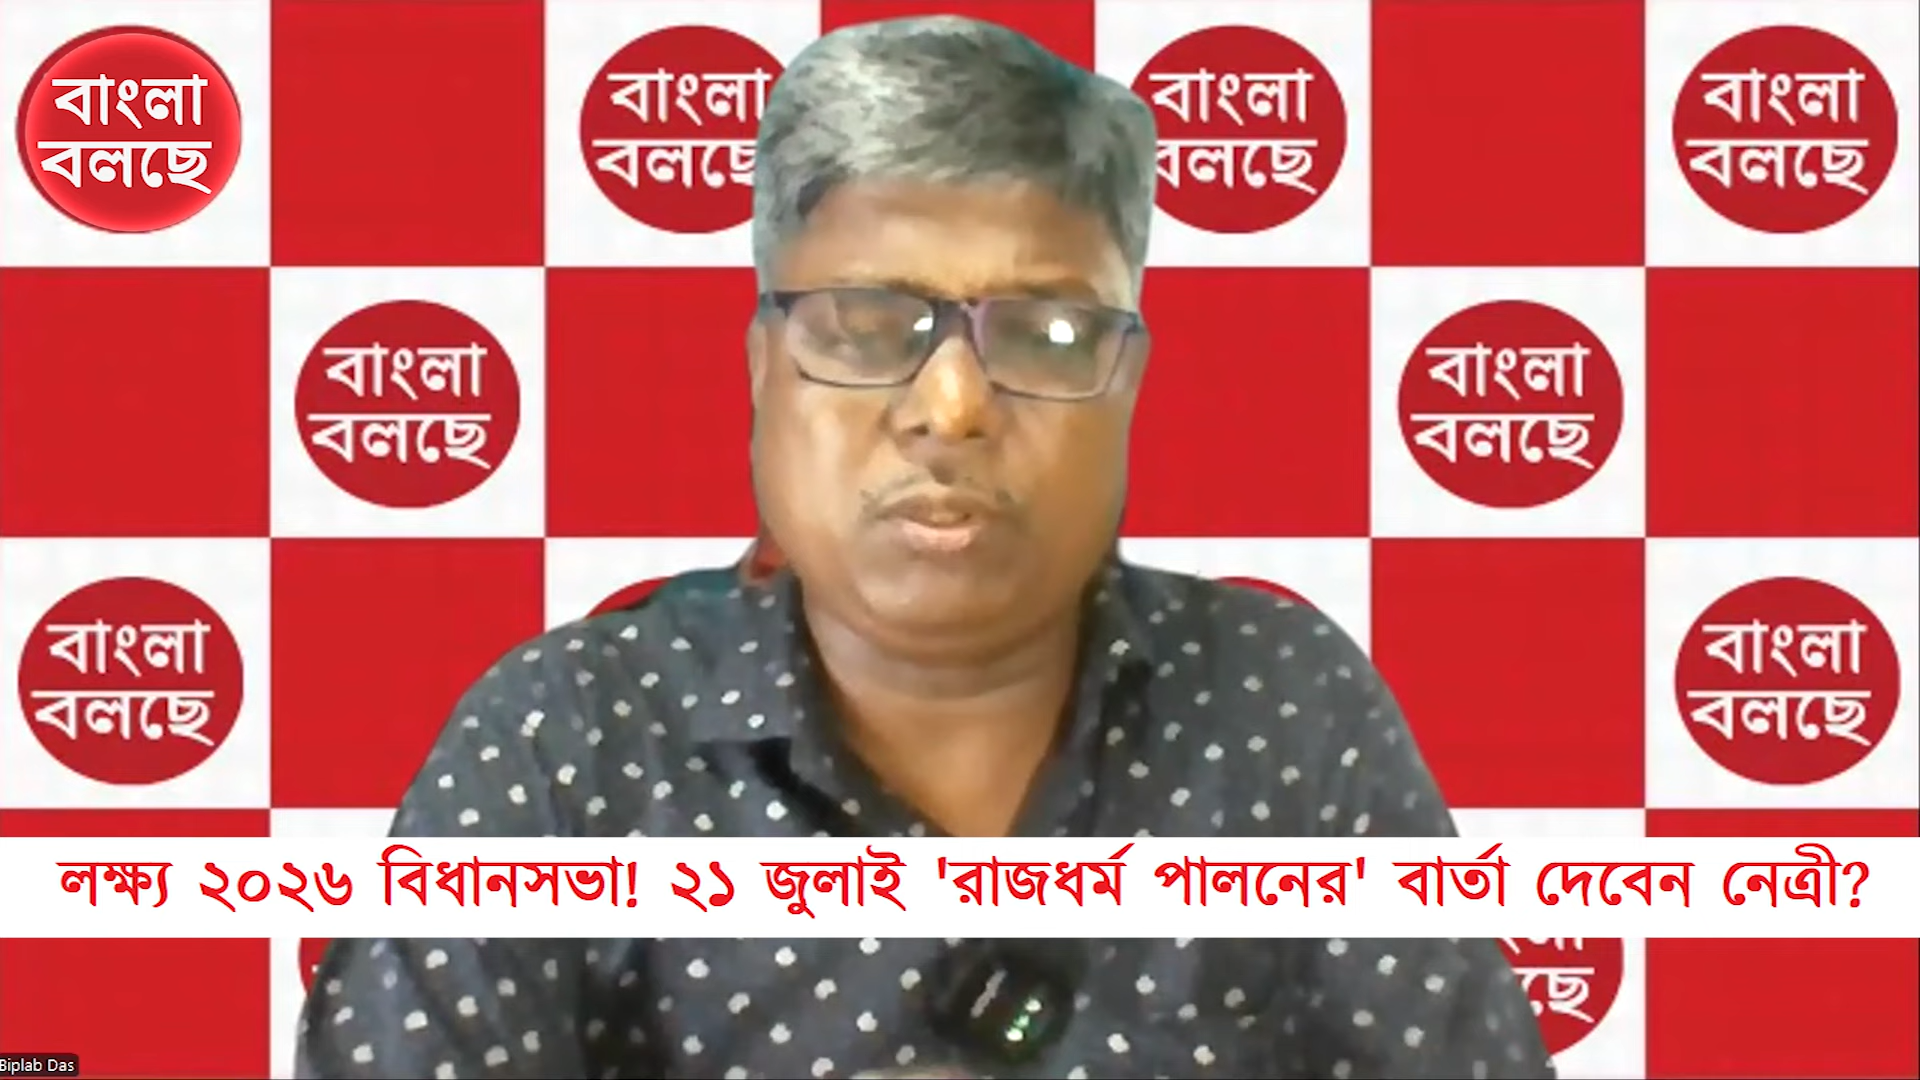 বাংলা
বলছে
বাংলা
বলছে
বাংলা
বলছে
বাংলা
বলছে
বাংলা
বলছে
বাংলা
বলছে
বাংলা
বলছে
বাংলা
বলছে
লক্ষ্য ২০২৬ বিধানসভা! ২১ জুলাই 'রাজধর্ম পালনের' বার্তা দেবেন নেত্রী?
Biplab Das